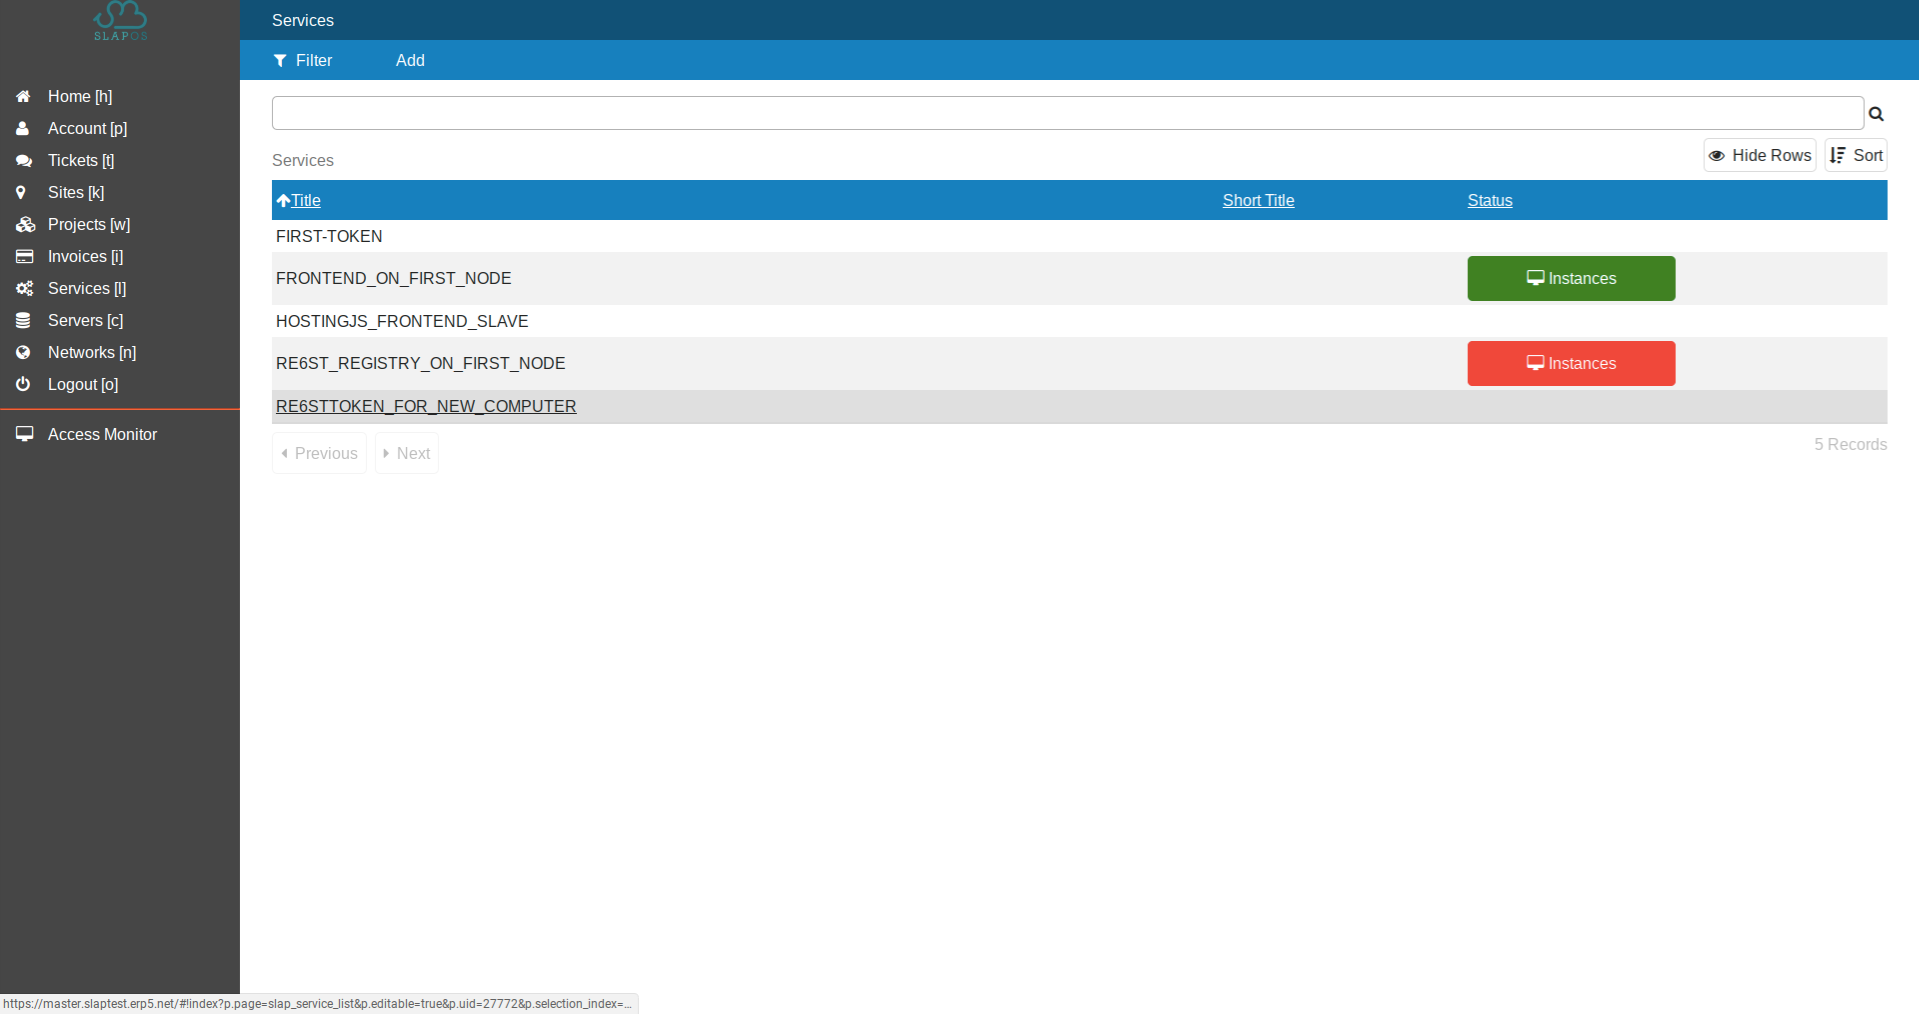 SLAPOS
Services
Filter Add
Home [h]
Account [p]
Tickets [t]
Sites [k]
Projects [w]
Invoices [i]
Services [l]
Servers [c]
Networks [n]
Logout [o]
Access Monitor
Services
Hide Rows Sort
Title Short Title Status
FIRST-TOKEN
FRONTEND_ON_FIRST_NODE Instances
HOSTINGJS_FRONTEND_SLAVE
RE6ST_REGISTRY_ON_FIRST_NODE Instances
RE6STTOKEN_FOR_NEW_COMPUTER
Previous Next 5 Records
https://master.slaptest.erp5.net/#!index?p.page=slap_service_list&p.editable=true&p.uid=27772&p.selection_index=...